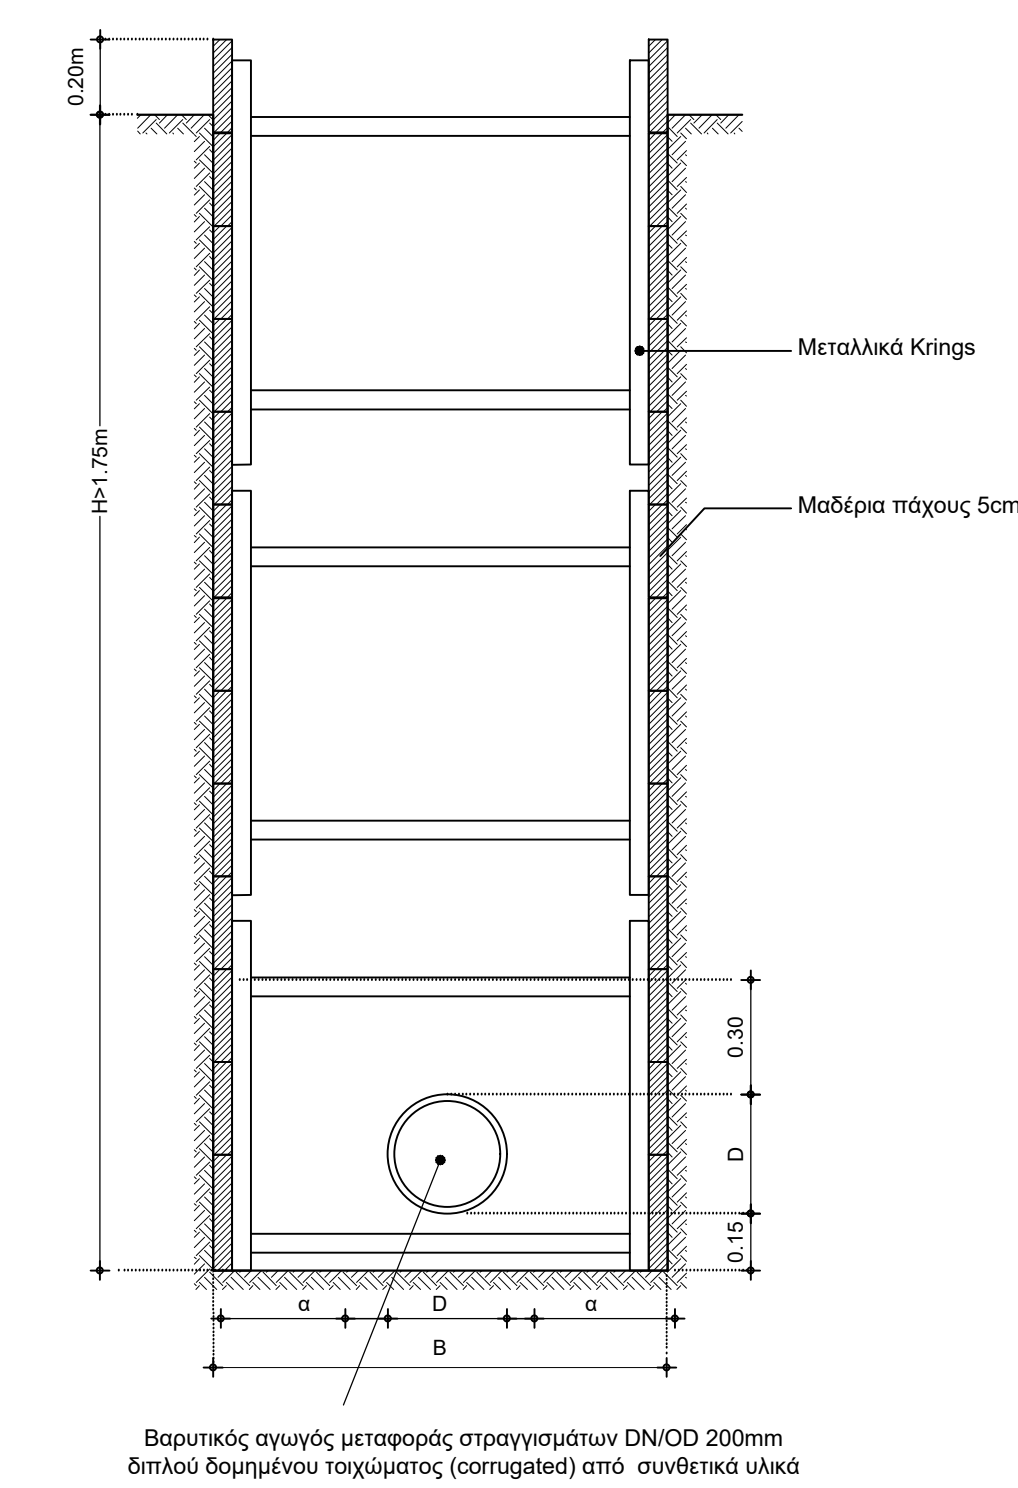 0.20m
H>1.75m
Μεταλλικά Krings
Μαδέρια πάχους 5cm
0.30
D
0.15
α
D
α
B
Βαρυτικός αγωγός μεταφοράς στραγγισμάτων DN/OD 200mm
διπλού δομημένου τοιχώματος (corrugated) από συνθετικά υλικά